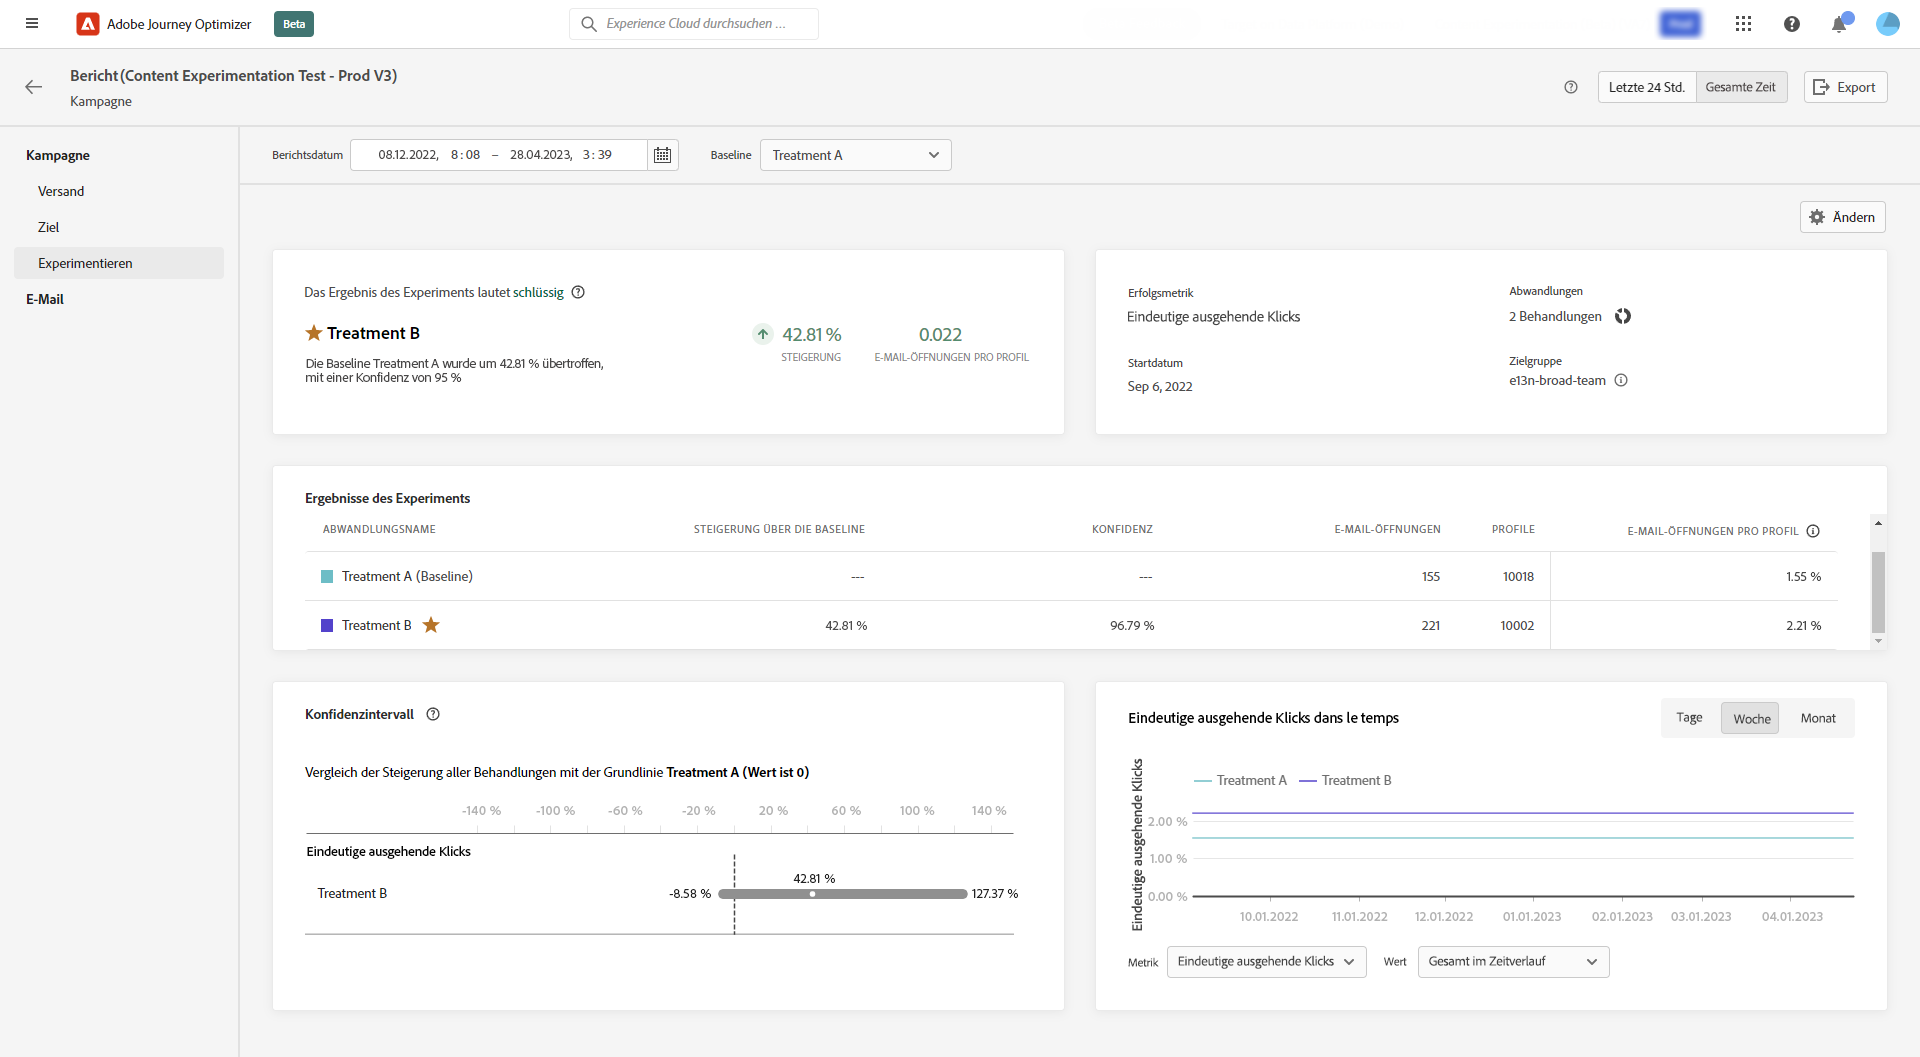 Adobe Journey Optimizer Beta Experience Cloud durchsuchen ...
Bericht(Content Experimentation Test - Prod V3)
Kampagne
Letzte 24 Std. Gesamte Zeit Export
Kampagne
Versand
Ziel
Experimentieren
E-Mail
Berichtsdatum 08.12.2022, 8:08 – 28.04.2023, 3:39 Baseline Treatment A
Ändern
Das Ergebnis des Experiments lautet schlüssig
Treatment B
Die Baseline Treatment A wurde um 42.81 % übertroffen,
mit einer Konfidenz von 95 %
42.81 %
STEIGERUNG
0.022
E-MAIL-ÖFFNUNGEN PRO PROFIL
Erfolgsmetrik
Eindeutige ausgehende Klicks
Abwandlungen
2 Behandlungen
Startdatum
Sep 6, 2022
Zielgruppe
e13n-broad-team
Ergebnisse des Experiments
ABWANDLUNGSNAME STEIGERUNG ÜBER DIE BASELINE KONFIDENZ E-MAIL-ÖFFNUNGEN PROFILE E-MAIL-ÖFFNUNGEN PRO PROFIL
Treatment A (Baseline) --- --- 155 10018 1.55 %
Treatment B 42.81 % 96.79 % 221 10002 2.21 %
Konfidenzintervall
Vergleich der Steigerung aller Behandlungen mit der Grundlinie Treatment A (Wert ist 0)
-140 % -100 % -60 % -20 % 20 % 60 % 100 % 140 %
Eindeutige ausgehende Klicks
42.81 %
Treatment B -8.58 % 127.37 %
Eindeutige ausgehende Klicks dans le temps
Tage Woche Monat
Eindeutige ausgehende Klicks
Treatment A Treatment B
2.00 %
1.00 %
0.00 %
10.01.2022 11.01.2022 12.01.2022 01.01.2023 02.01.2023 03.01.2023 04.01.2023
Metrik Eindeutige ausgehende Klicks Wert Gesamt im Zeitverlauf